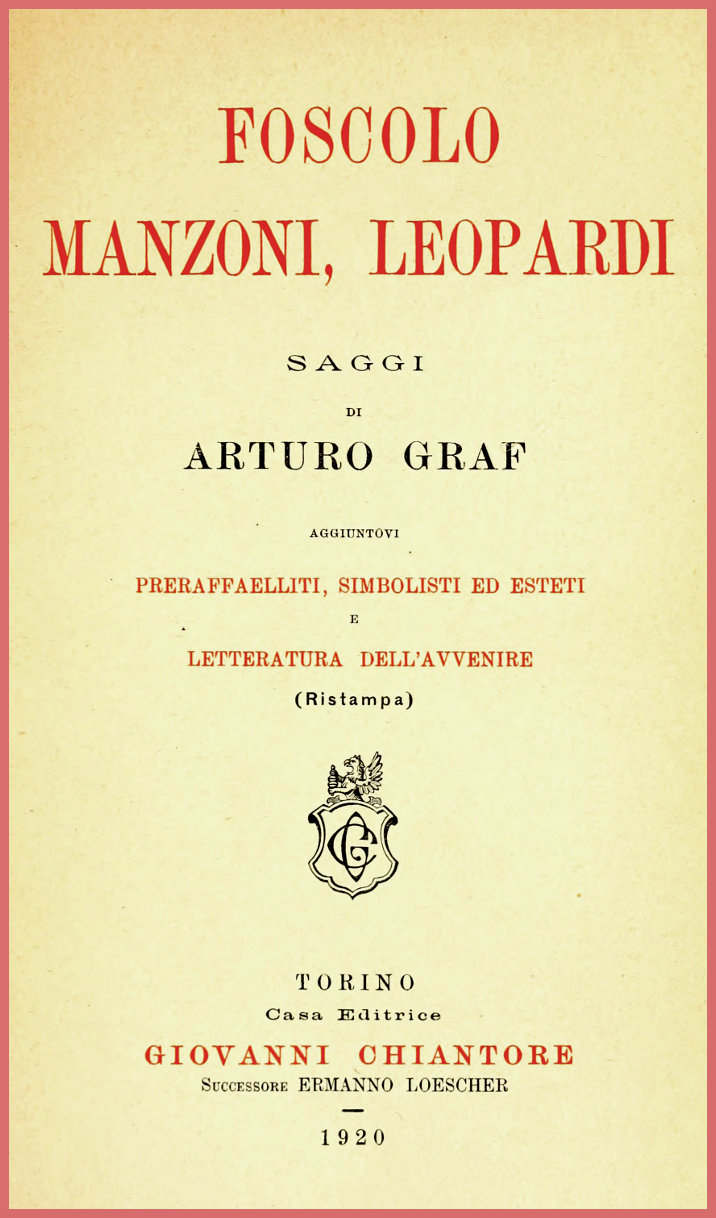 FOSCOLO
MANZONI, LEOPARDI
SAGGI
DI
ARTURO GRAF
AGGIUNTOVI
PRERAFFAELLITI, SIMBOLISTI ED ESTETI
E
LETTERATURA DELL'AVVENIRE
(Ristampa)
TORINO
Casa Editrice
GIOVANNI CHIANTORE
SUCCESSORE ERMANNO LOESCHER
1920